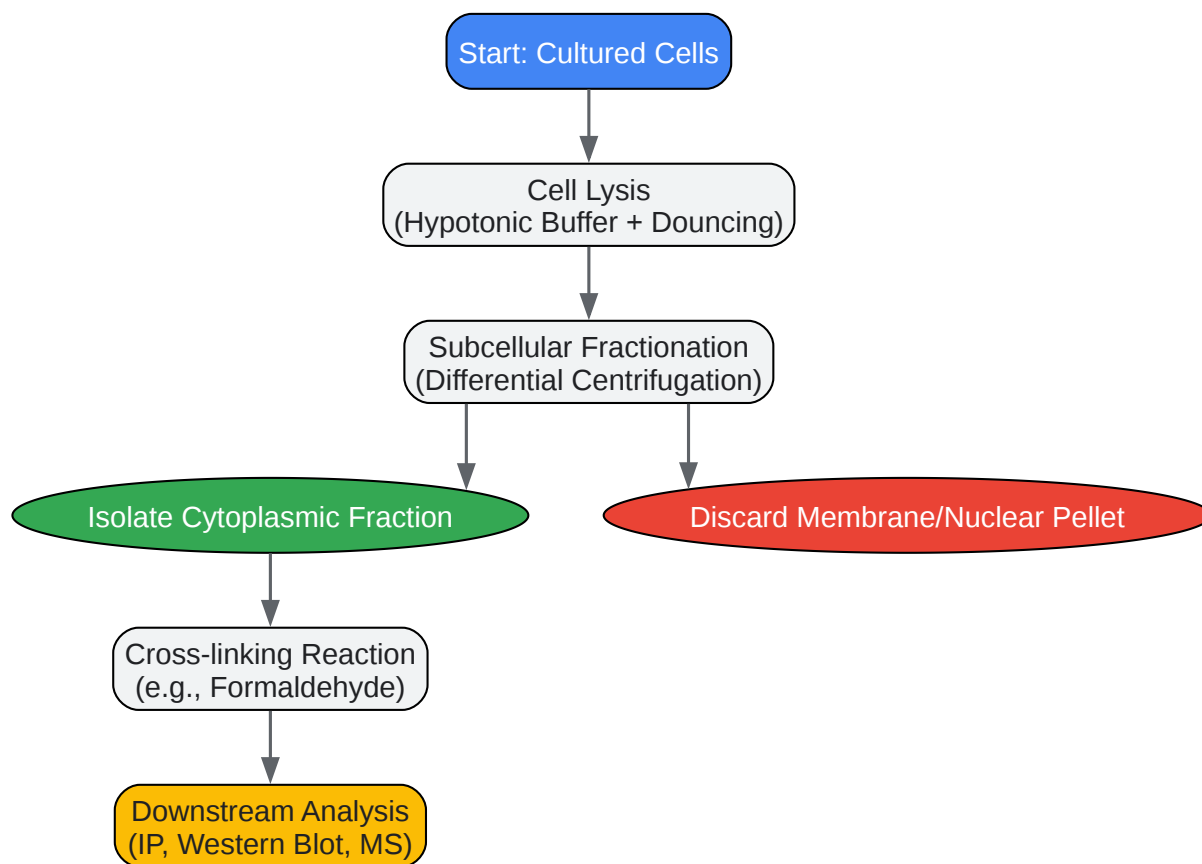 Start: Cultured Cells
Cell Lysis
(Hypotonic Buffer + Douncing)
Subcellular Fractionation
(Differential Centrifugation)
Isolate Cytoplasmic Fraction
Discard Membrane/Nuclear Pellet
Cross-linking Reaction
(e.g., Formaldehyde)
Downstream Analysis
(IP, Western Blot, MS)